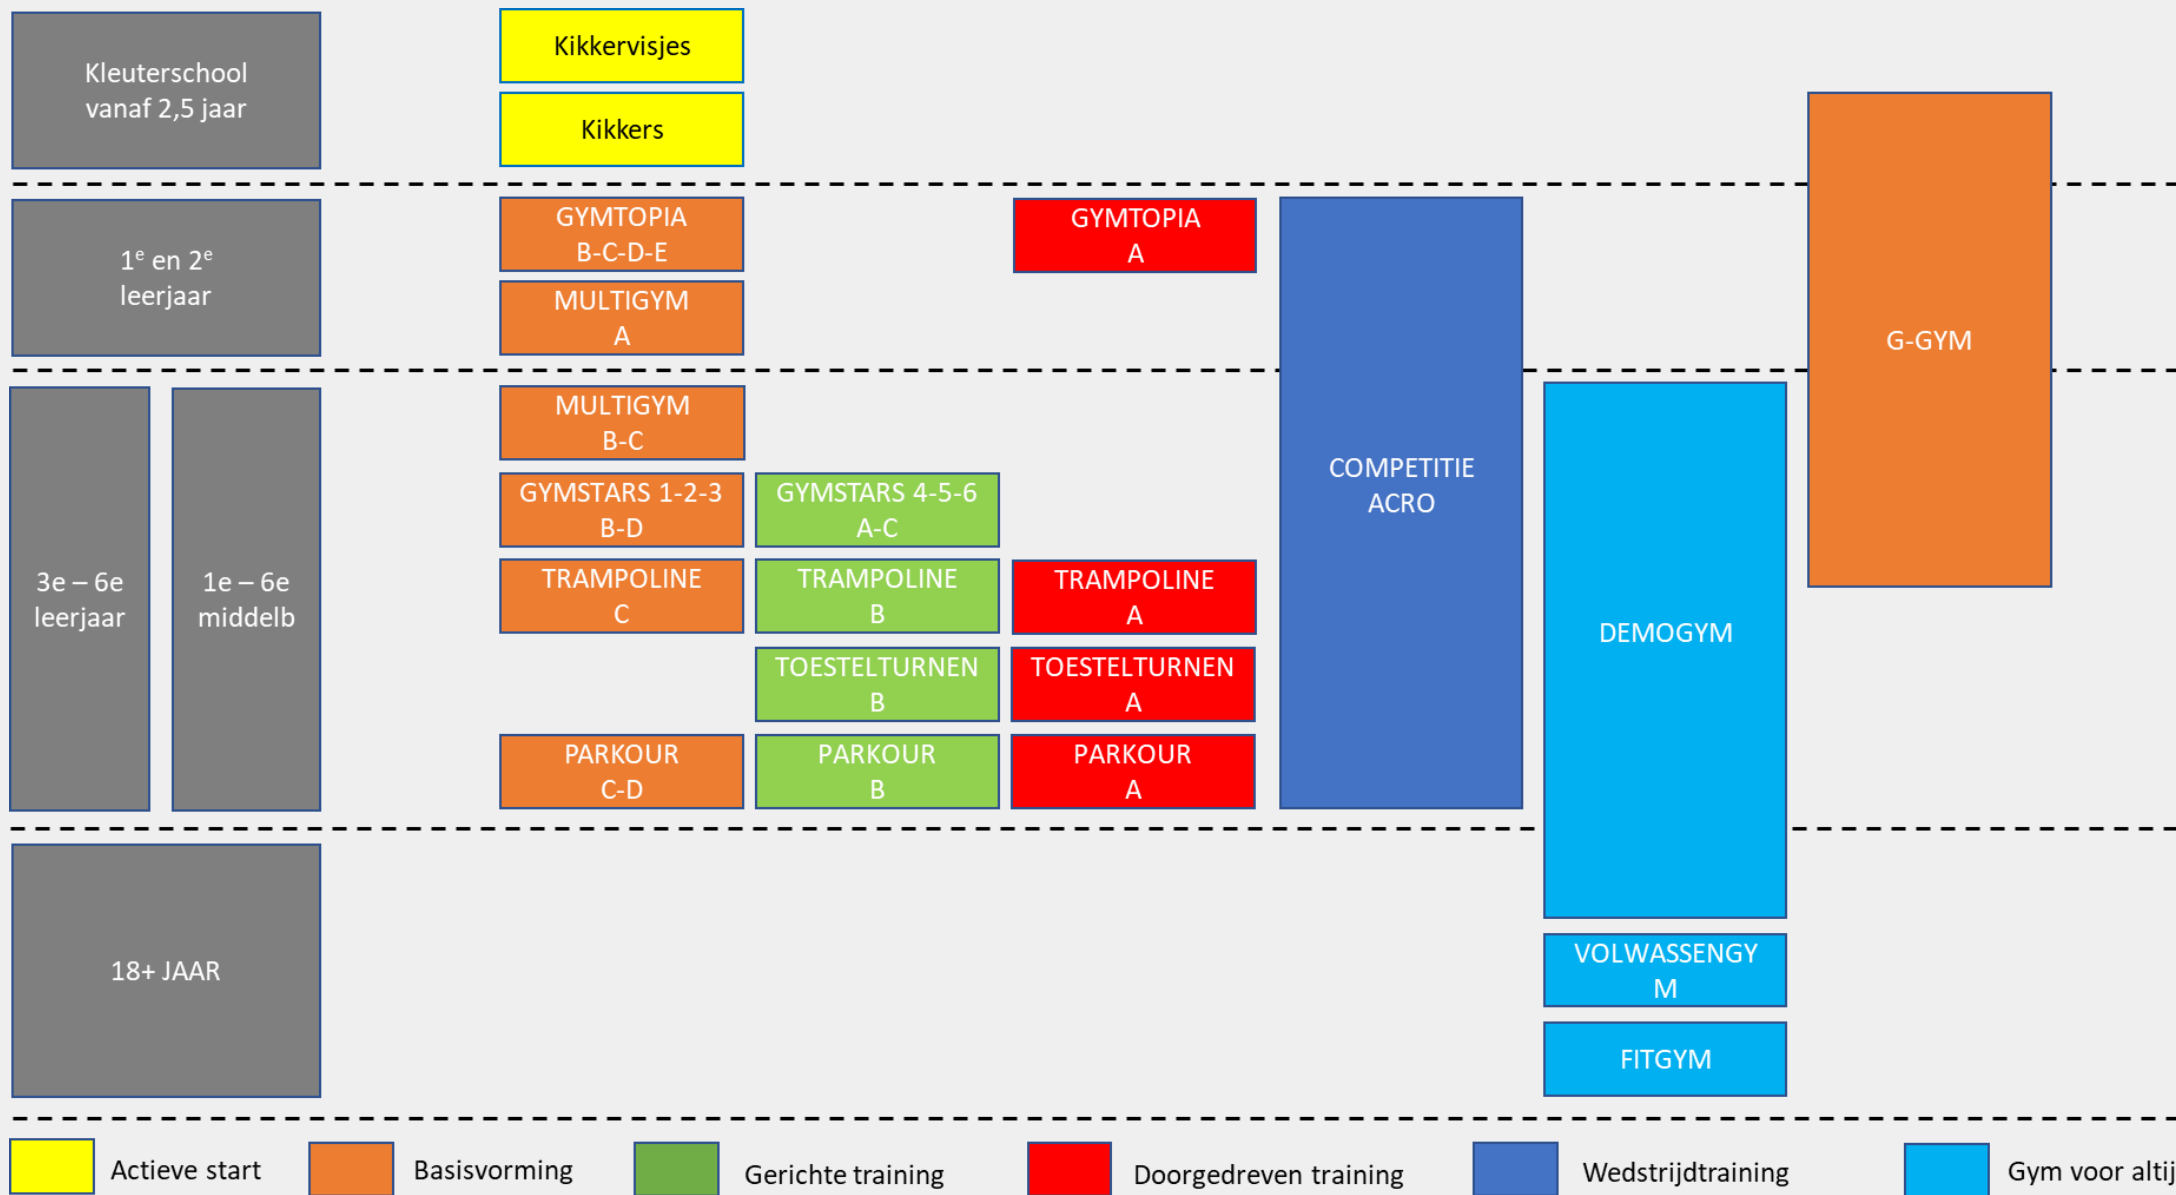 Kleuterschool
vanaf 2,5 jaar
Kikkervisjes
Kikkers
1e en 2e
leerjaar
GYMTOPIA
B-C-D-E
MULTIGYM
A
GYMTOPIA
A
G-GYM
3e – 6e
leerjaar
1e – 6e
middelb
MULTIGYM
B-C
GYMSTARS 1-2-3
B-D
GYMSTARS 4-5-6
A-C
TRAMPOLINE
C
TRAMPOLINE
B
TRAMPOLINE
A
TOESTELTURNEN
B
TOESTELTURNEN
A
PARKOUR
C-D
PARKOUR
B
PARKOUR
A
COMPETITIE
ACRO
DEMOGYM
18+ JAAR
VOLWASSENGY
M
FITGYM
Actieve start
Basisvorming
Gerichte training
Doorgedreven training
Wedstrijdtraining
Gym voor altij